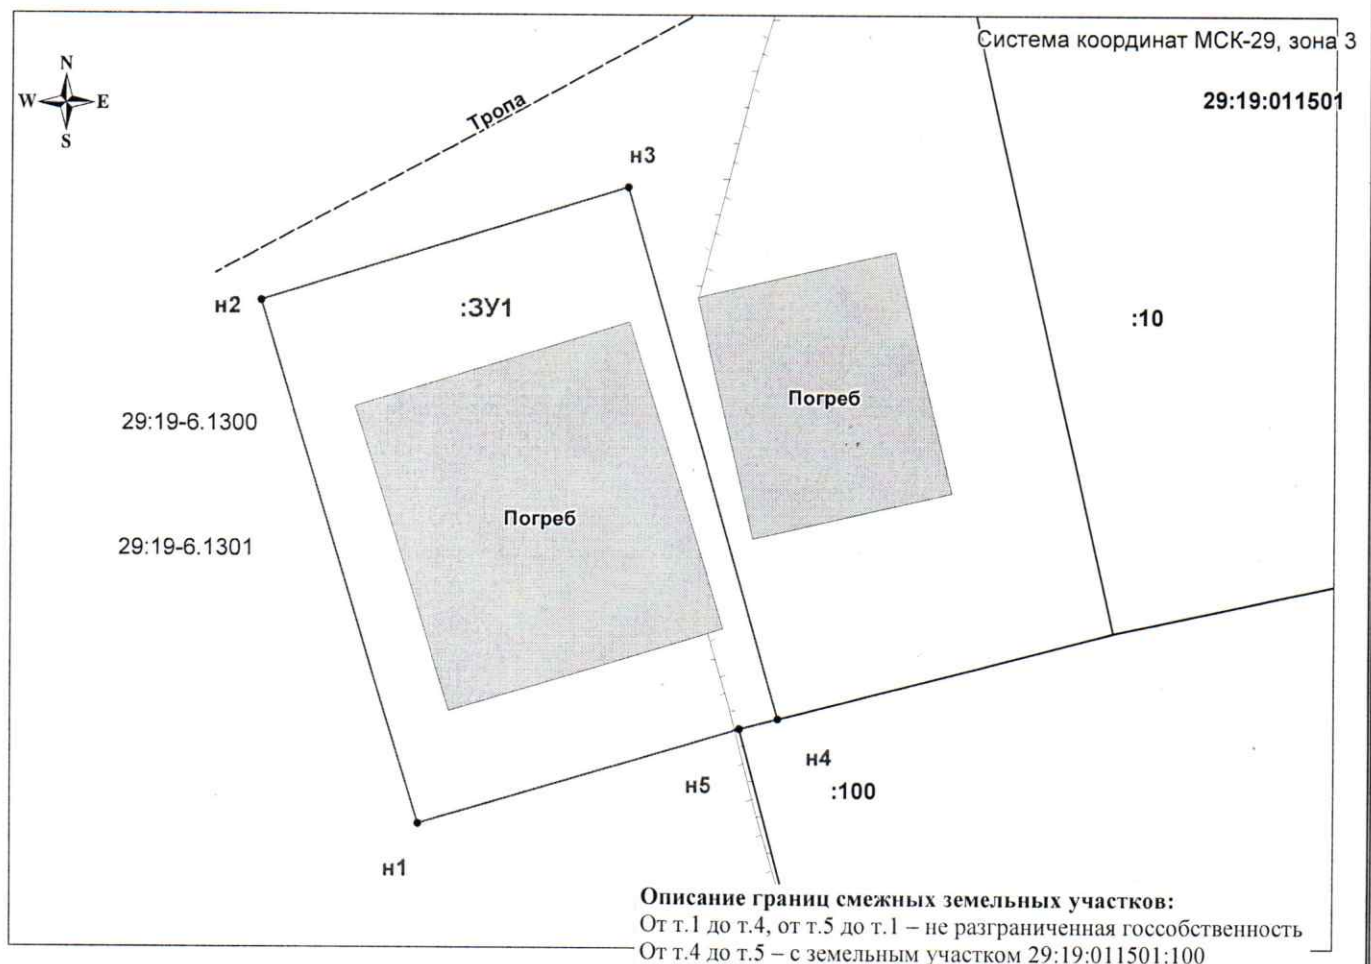 Система координат МСК-29, зона 3
N
W E
S
29:19:011501
Тропа
н3
н2
:ЗУ1
:10
Погреб
29:19-6.1300
Погреб
29:19-6.1301
н4
н5
:100
н1
Описание границ смежных земельных участков:
От т.1 до т.4, от т.5 до т.1 – не разграниченная госсобственность
От т.4 до т.5 – с земельным участком 29:19:011501:100